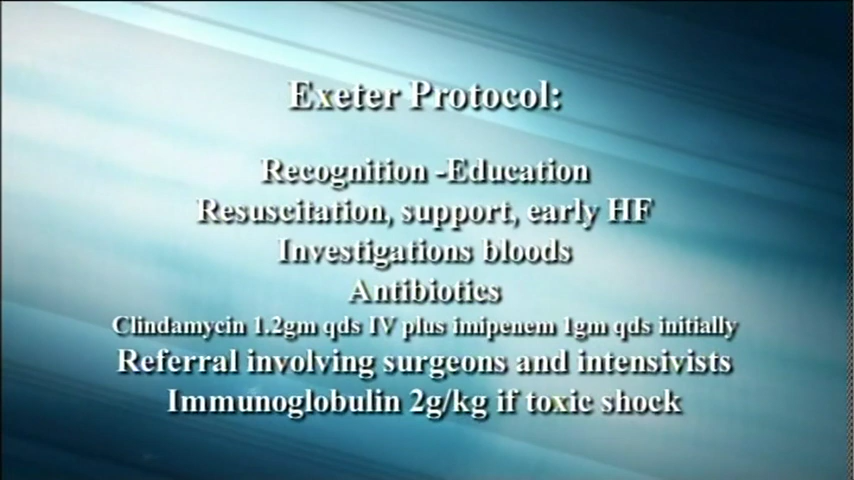 Exeter Protocol:
Recognition -Education
Resuscitation, support, early HF
Investigations bloods
Antibiotics
Clindamycin 1.2gm qds IV plus imipenem 1gm qds initially
Referral involving surgeons and intensivists
Immunoglobulin 2g/kg if toxic shock